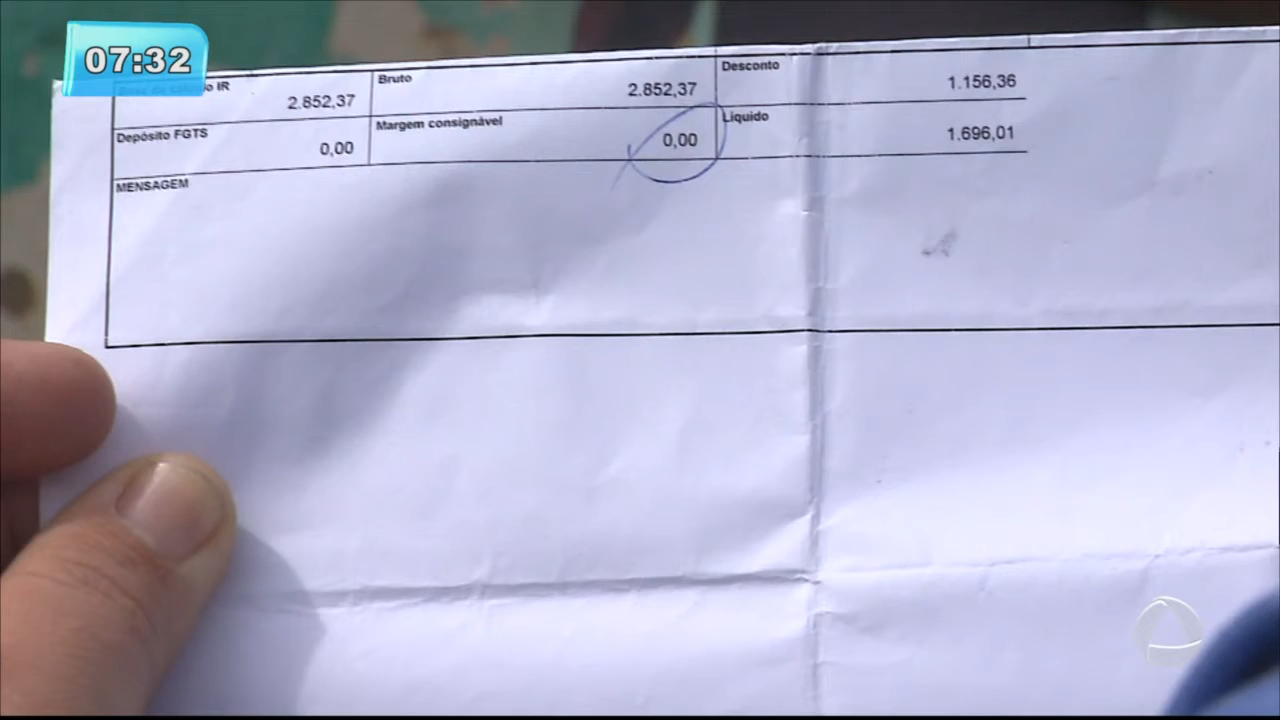 07:32
IR Bruto Desconto
2.852,37 2.852,37 1.156,36
Depósito FGTS Margem consignável Líquido
0,00 0,00 1.696,01
MENSAGEM